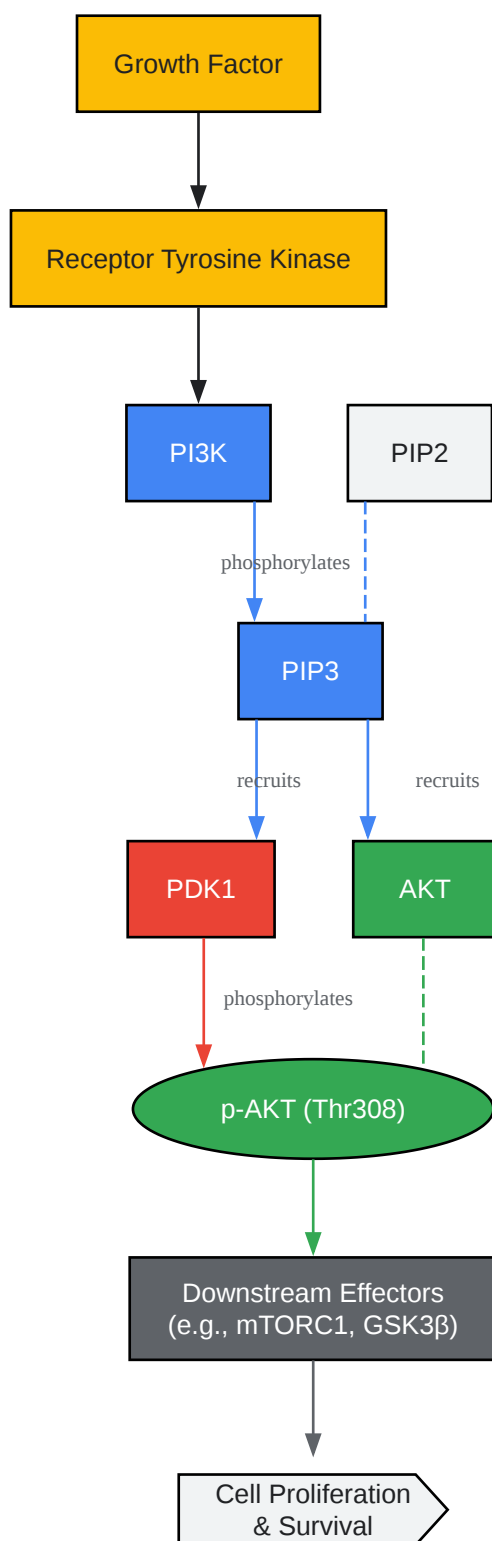 Growth Factor
Receptor Tyrosine Kinase
PI3K
PIP2
phosphorylates
PIP3
recruits
recruits
PDK1
AKT
phosphorylates
p-AKT (Thr308)
Downstream Effectors
(e.g., mTORC1, GSK3β)
Cell Proliferation
& Survival